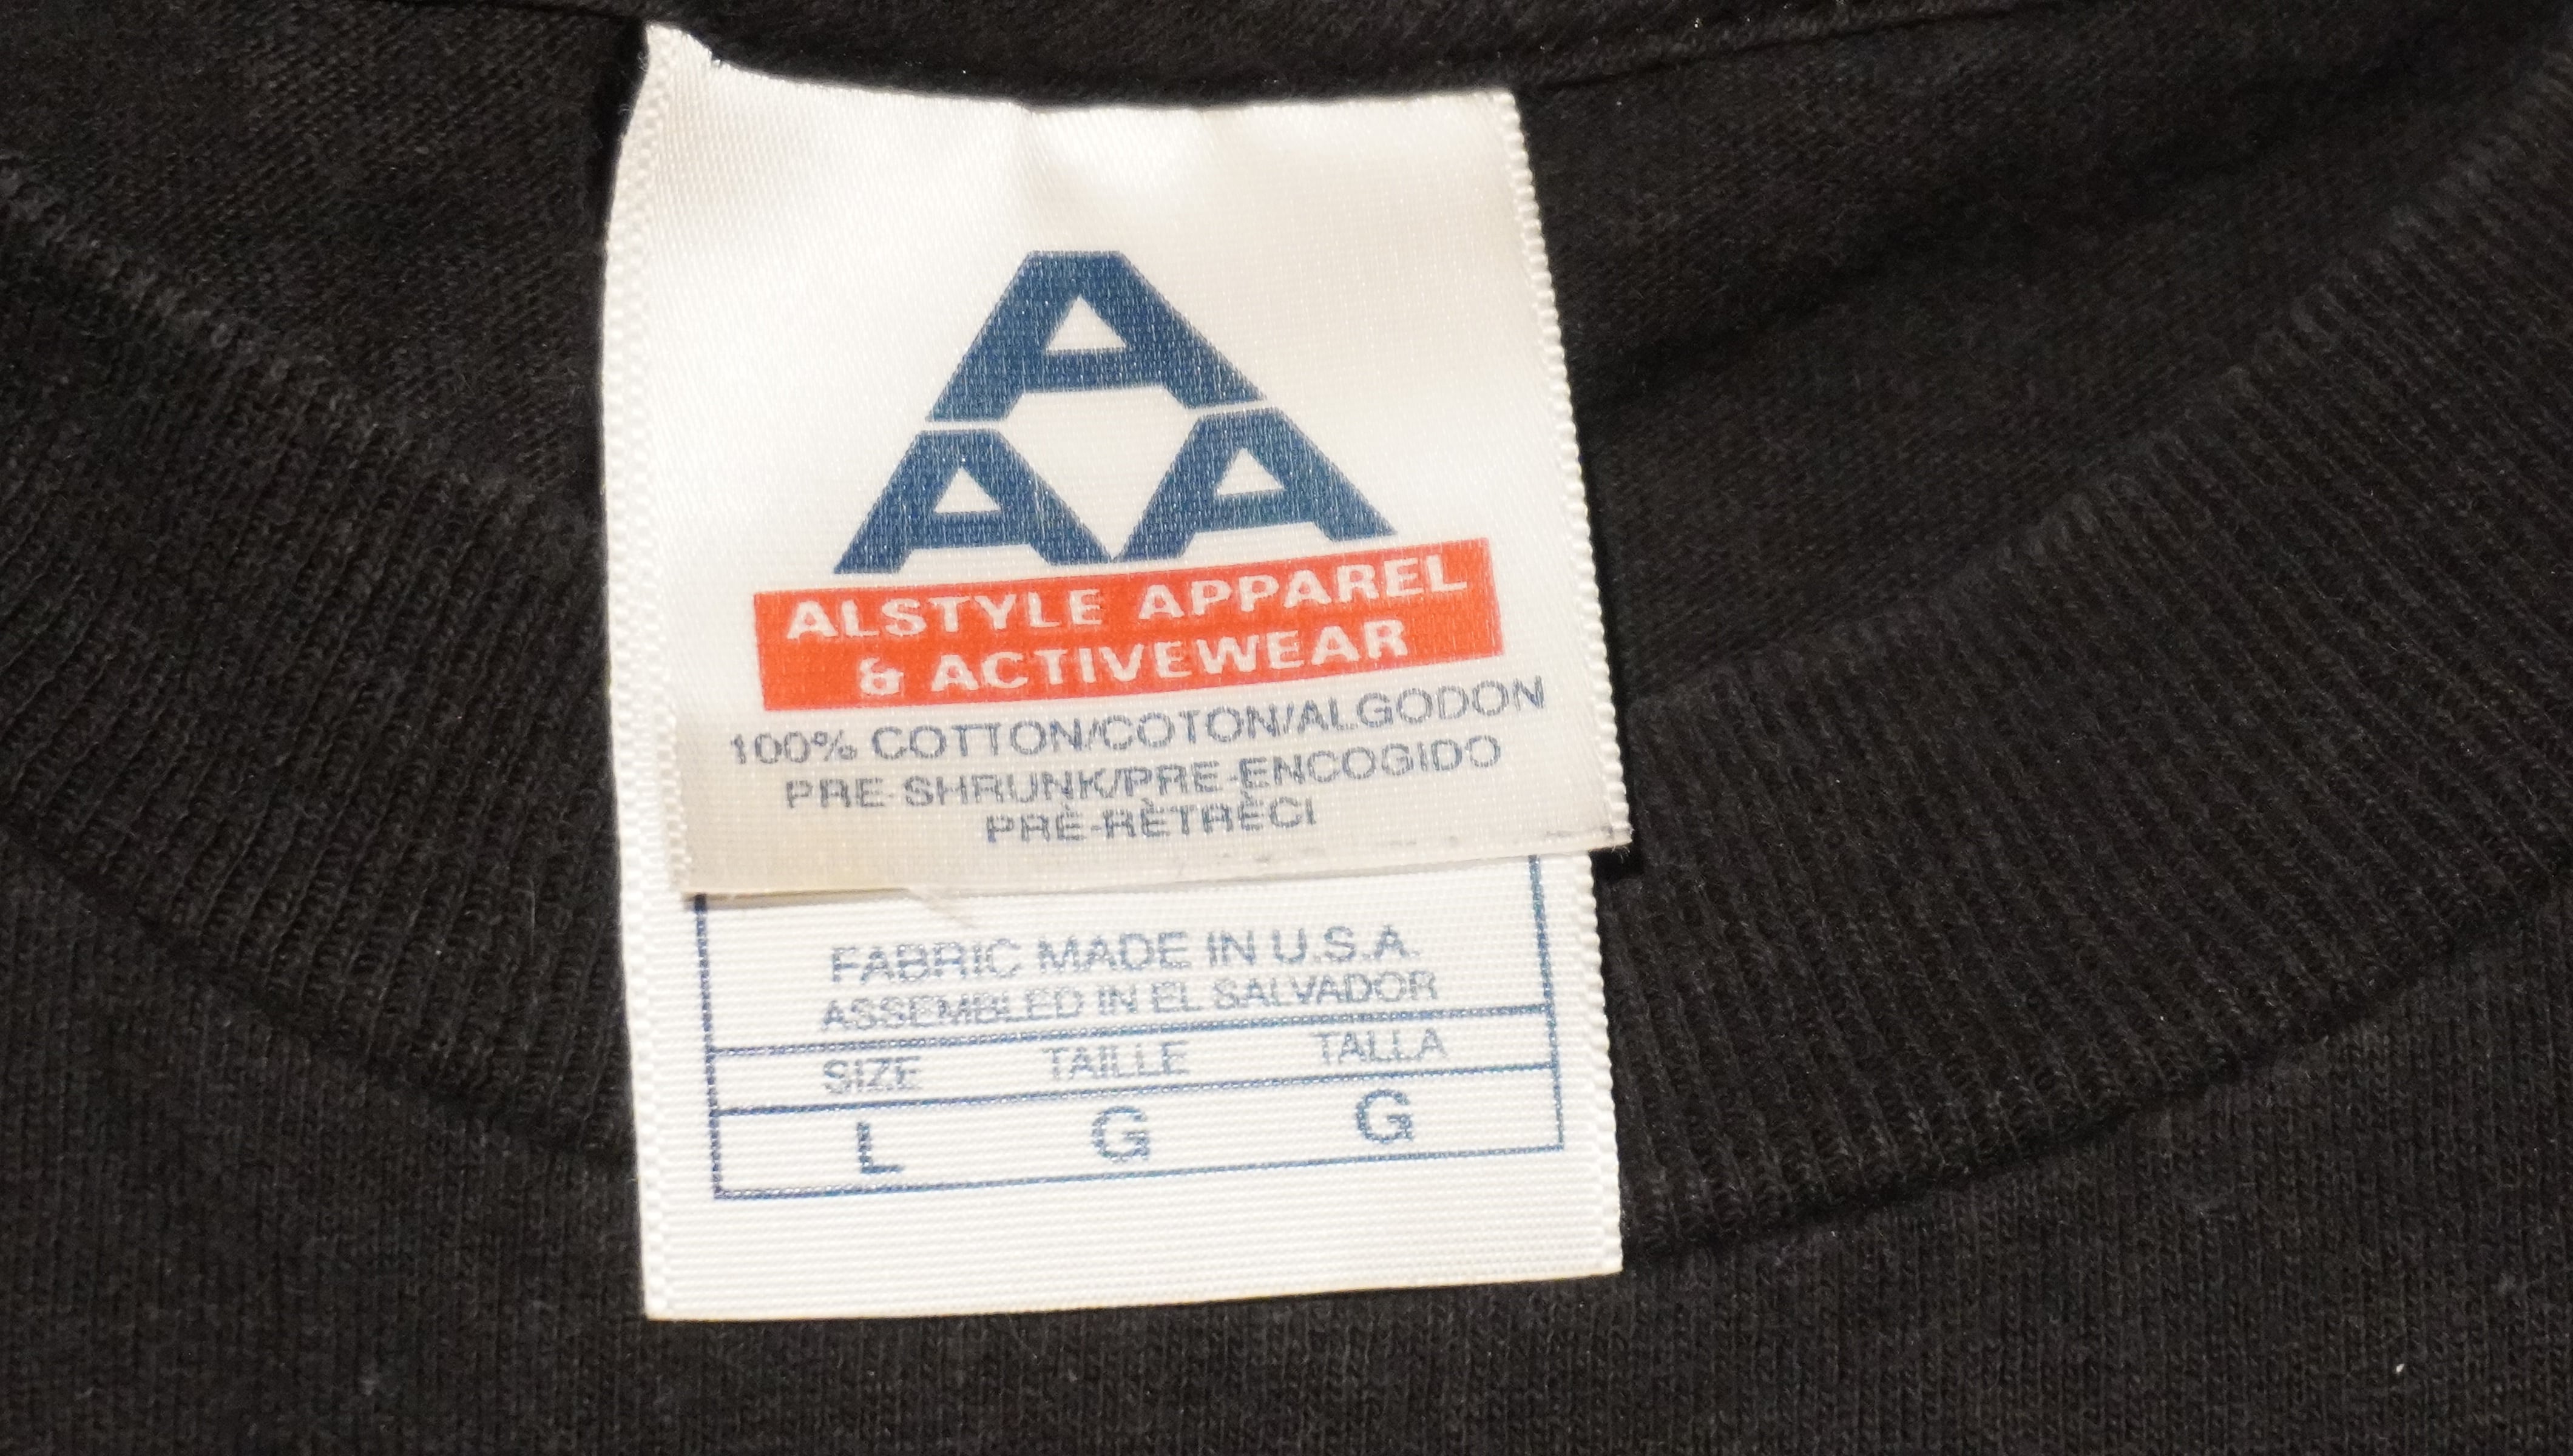 A
A A
ALSTYLE APPAREL
& ACTIVEWEAR
100% COTTON/COTON/ALGODON
PRE-SHRUNK/PRE-ENCOGIDO
PRÈ-RÈTRÈCI
FABRIC MADE IN U.S.A.
ASSEMBLED IN EL SALVADOR
SIZE TAILLE TALLA
L G G